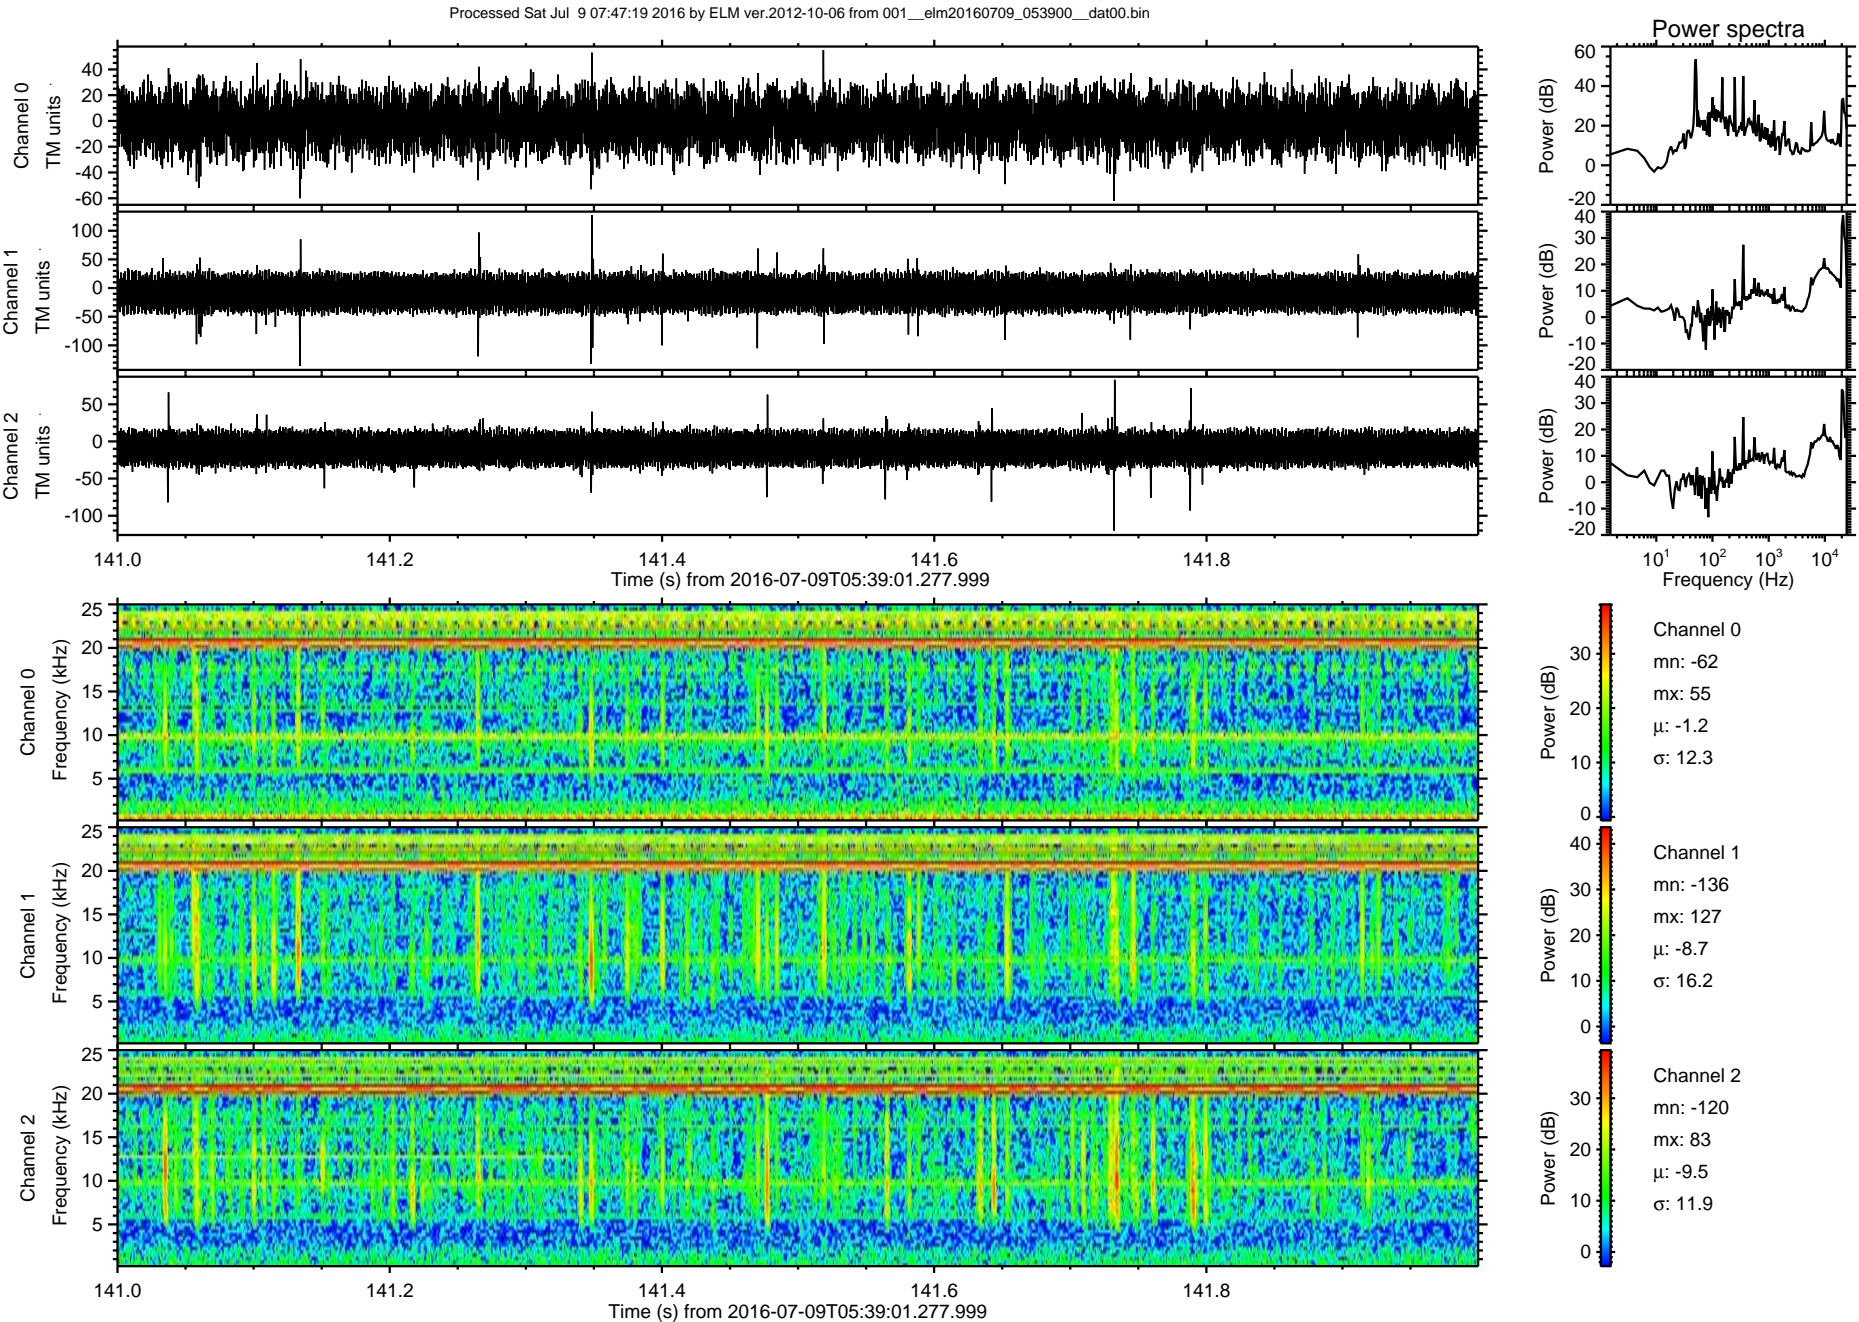 Processed Sat Jul  9 07:47:19 2016 by ELM ver.2012-10-06 from 001__elm20160709_053900__dat00.bin
Power spectra
Channel 0
TM units
40
20
0
-20
-40
-60
Power (dB)
60
40
20
0
-20
Channel 1
TM units
100
50
0
-50
-100
Power (dB)
40
30
20
10
0
-10
-20
Channel 2
TM units
50
0
-50
-100
Power (dB)
40
30
20
10
0
-10
-20
141.0 141.2 141.4 141.6 141.8
Time (s) from 2016-07-09T05:39:01.277.999
10^1 10^2 10^3 10^4
Frequency (Hz)
Channel 0
Frequency (kHz)
25
20
15
10
5
Power (dB)
30
20
10
0
Channel 0
mn: -62
mx: 55
μ: -1.2
σ: 12.3
Channel 1
Frequency (kHz)
25
20
15
10
5
Power (dB)
40
30
20
10
0
Channel 1
mn: -136
mx: 127
μ: -8.7
σ: 16.2
Channel 2
Frequency (kHz)
25
20
15
10
5
Power (dB)
30
20
10
0
Channel 2
mn: -120
mx: 83
μ: -9.5
σ: 11.9
141.0 141.2 141.4 141.6 141.8
Time (s) from 2016-07-09T05:39:01.277.999